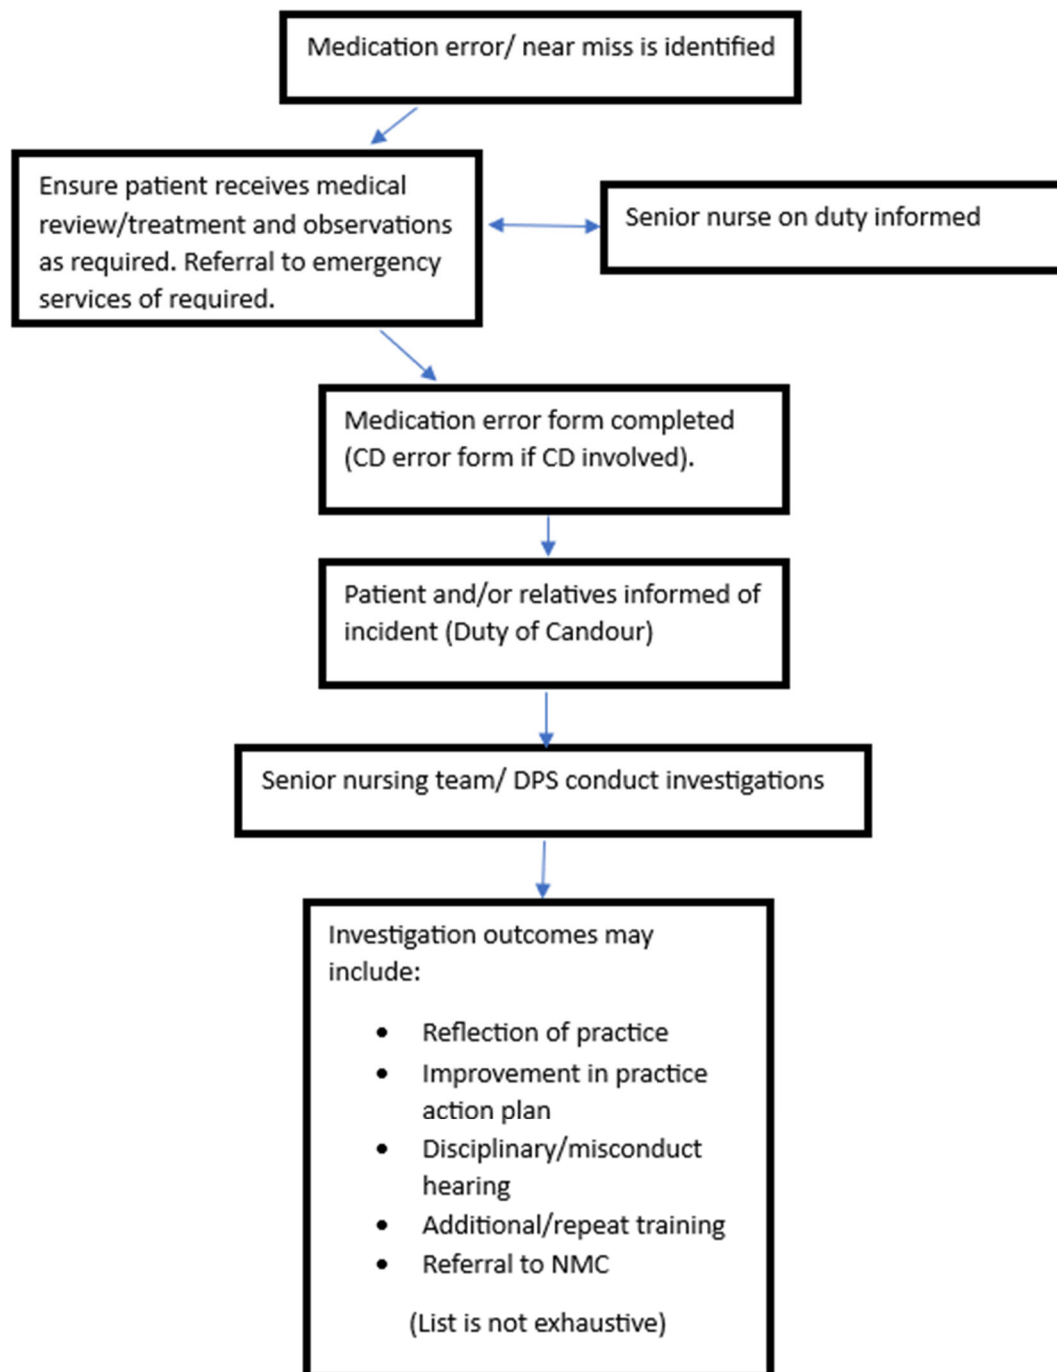 Medication error/ near miss is identified
Ensure patient receives medical
review/treatment and observations
as required. Referral to emergency
services of required.
Senior nurse on duty informed
Medication error form completed
(CD error form if CD involved).
Patient and/or relatives informed of
incident (Duty of Candour)
Senior nursing team/ DPS conduct investigations
Investigation outcomes may
include:
• Reflection of practice
• Improvement in practice
action plan
• Disciplinary/misconduct
hearing
• Additional/repeat training
• Referral to NMC
(List is not exhaustive)